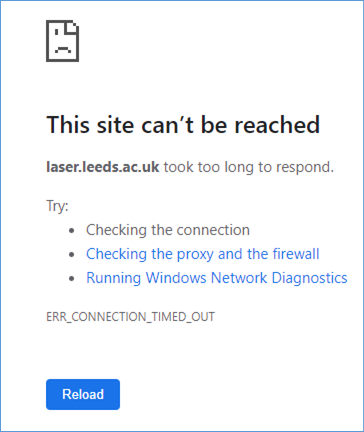 This site can’t be reached
laser.leeds.ac.uk took too long to respond.
Try:
• Checking the connection
• Checking the proxy and the firewall
• Running Windows Network Diagnostics
ERR_CONNECTION_TIMED_OUT
Reload